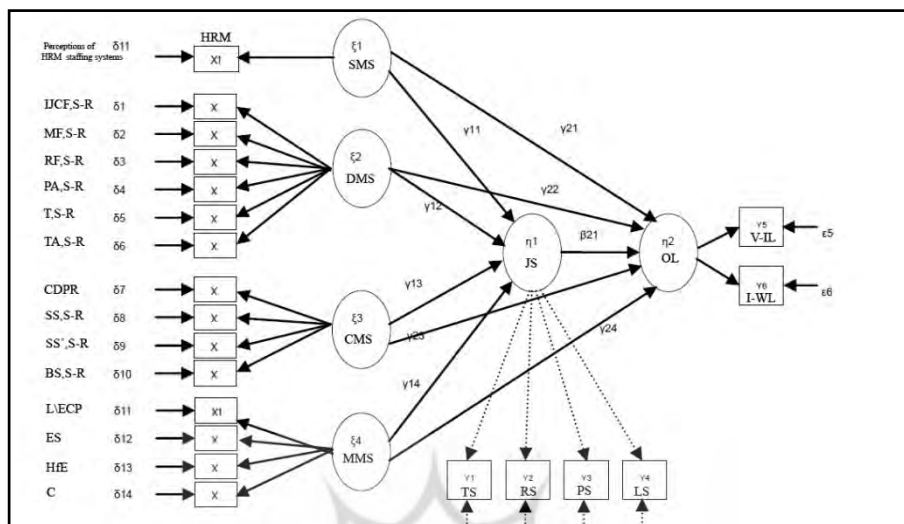 Perceptions of
HRM staffing systems
δ11
HRM
X1
ξ1
SMS
IJCF,S-R δ1 X
MF,S-R δ2 X
RF,S-R δ3 X
PA,S-R δ4 X
T,S-R δ5 X
TA,S-R δ6 X
ξ2
DMS
CDPR δ7 X
SS,S-R δ8 X
SS`,S-R δ9 X
BS,S-R δ10 X
ξ3
CMS
L\ECP δ11 X1
ES δ12 X
HfE δ13 X
C δ14 X
ξ4
MMS
γ11
γ21
γ22
γ12
γ13
γ23
γ14
γ24
η1
JS
β21
η2
OL
Y5
V-IL
ε5
Y6
I-WL
ε6
Y1
TS
Y2
RS
Y3
PS
Y4
LS